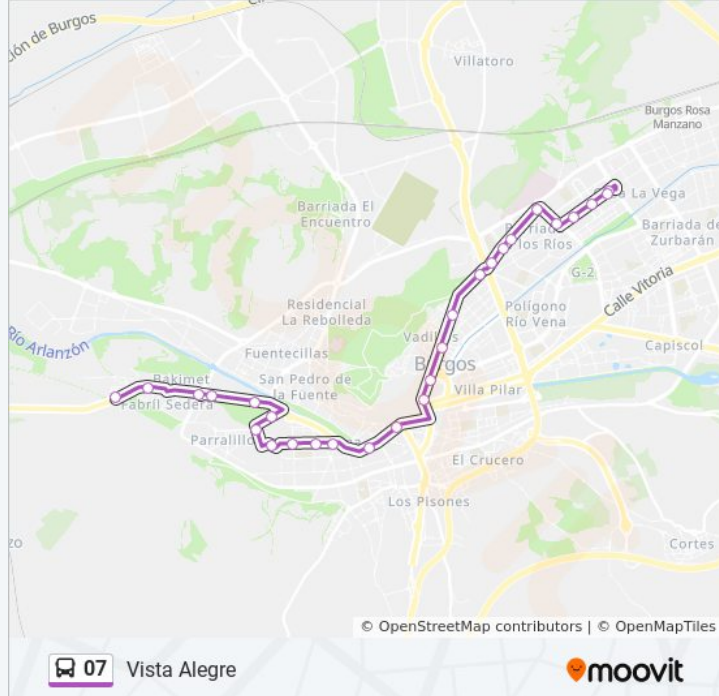 ción de Burgos
Villatoro
Burgos Rosa
Manzano
Barriada El
Encuentro
La Vega
Barriada de
Zurbarán
los Ríos
G-2
Calle Vitoria
Residencial
La Rebolleda
Polígono
Río Vena
Río Arlanzón
Capiscol
Fuentecillas
Burgos
Bakimet
San Pedro de
la Fuente
Villa Pilar
Fabril Sedera
Parralillo
El Crucero
Los Pisones
Cortes
© OpenStreetMap contributors | © OpenMapTiles
07 Vista Alegre
moovit